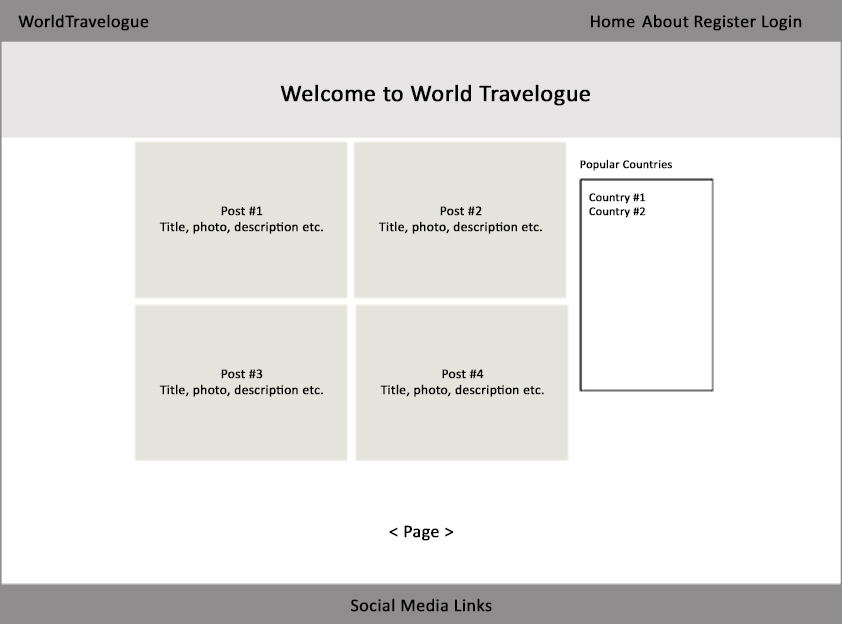 WorldTravelogue
Home About Register Login
Welcome to World Travelogue
Post #1
Title, photo, description etc.
Post #2
Title, photo, description etc.
Popular Countries
Country #1
Country #2
Post #3
Title, photo, description etc.
Post #4
Title, photo, description etc.
< Page >
Social Media Links